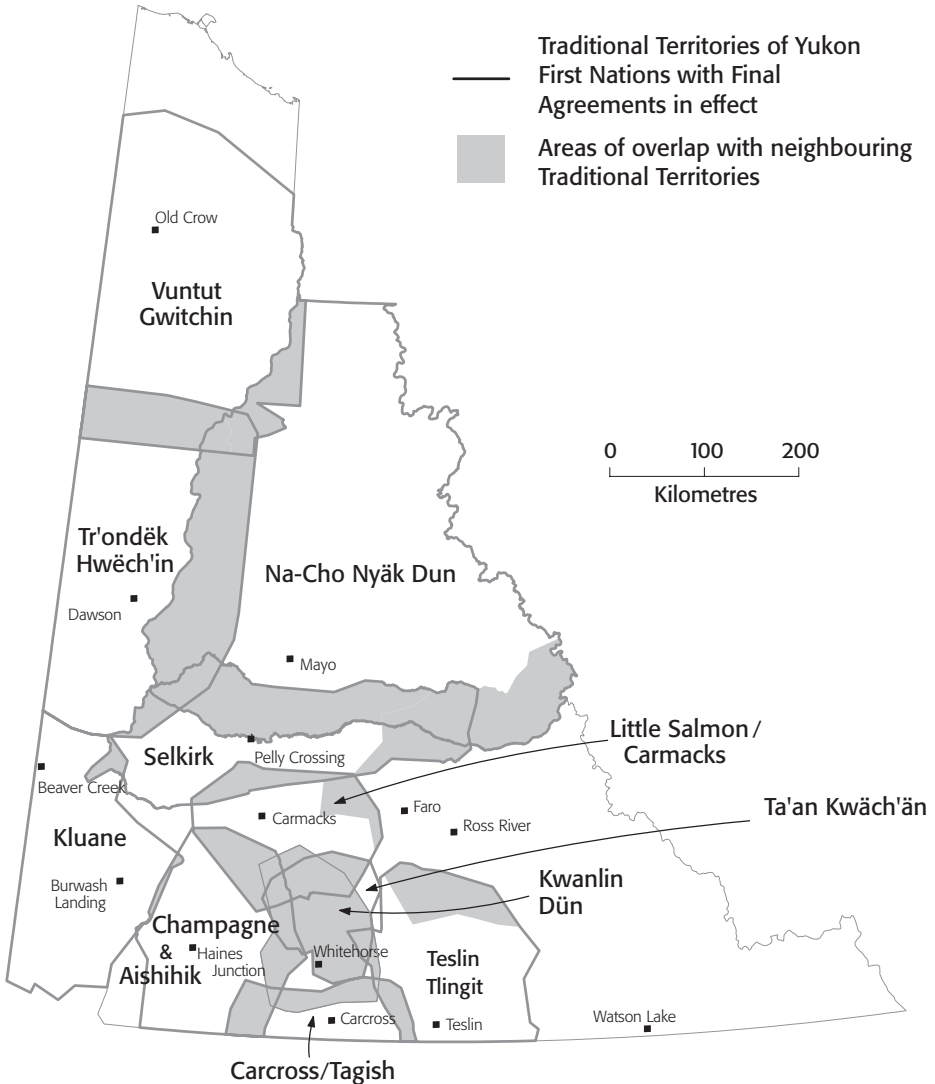 Traditional Territories of Yukon
First Nations with Final
Agreements in effect
Areas of overlap with neighbouring
Traditional Territories
Old Crow
Vuntut
Gwitchin
0 100 200
Kilometres
Tr'ondëk
Hwëch'in
Dawson
Na-Cho Nyäk Dun
Mayo
Little Salmon /
Carmacks
Selkirk
Pelly Crossing
Beaver Creek
Carmacks
Faro
Ross River
Ta'an Kwäch'än
Kluane
Burwash
Landing
Kwanlin
Dün
Champagne
&
Aishihik
Haines
Junction
Whitehorse
Teslin
Tlingit
Carcross
Teslin
Watson Lake
Carcross/Tagish